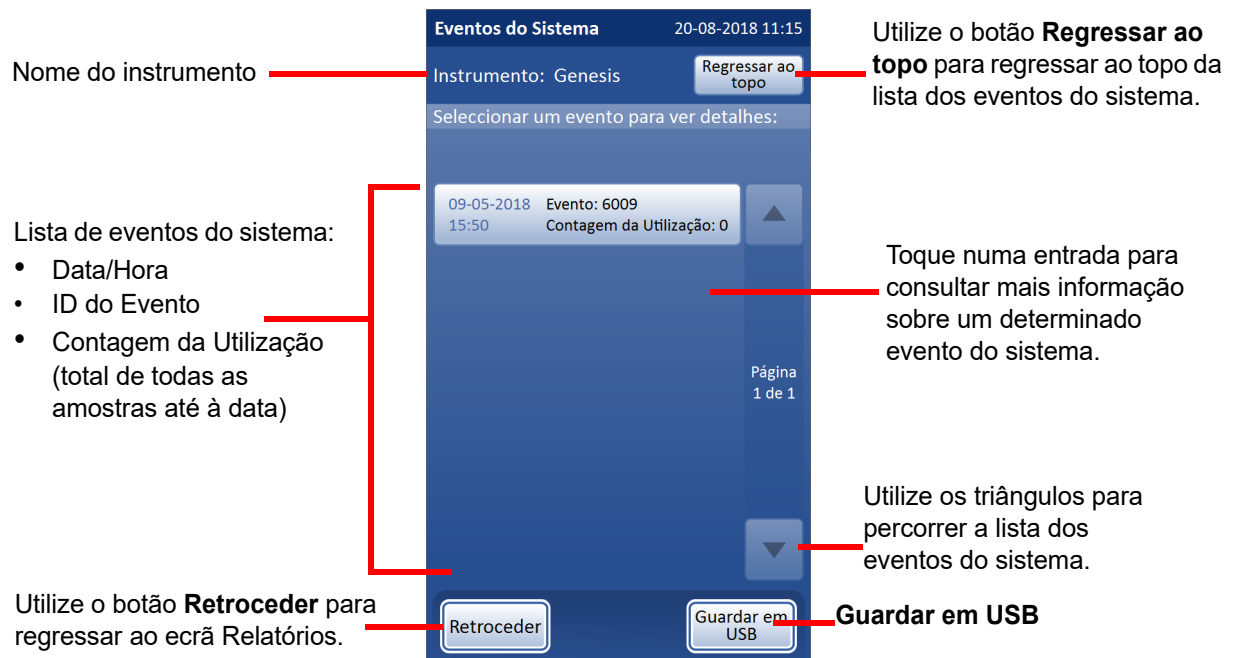 Eventos do Sistema 20-08-2018 11:15
Instrumento: Genesis
Regressar ao
topo
Seleccionar um evento para ver detalhes:
09-05-2018 Evento: 6009
15:50 Contagem da Utilização: 0
Página
1 de 1
Retroceder
Guardar em
USB
Nome do instrumento
Lista de eventos do sistema:
• Data/Hora
• ID do Evento
• Contagem da Utilização
(total de todas as
amostras até à data)
Utilize o botão Retroceder para
regressar ao ecrã Relatórios.
Utilize o botão Regressar ao
topo para regressar ao topo da
lista dos eventos do sistema.
Toque numa entrada para
consultar mais informação
sobre um determinado
evento do sistema.
Utilize os triângulos para
percorrer a lista dos
eventos do sistema.
Guardar em USB